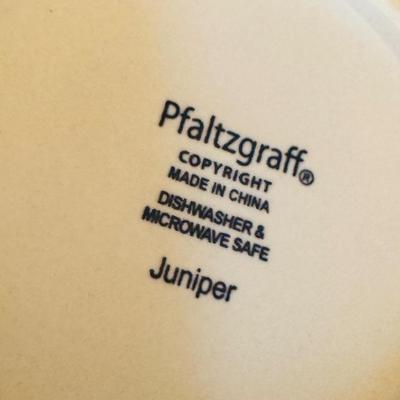 Pfaltzgraff®
COPYRIGHT
MADE IN CHINA
DISHWASHER &
MICROWAVE SAFE
Juniper